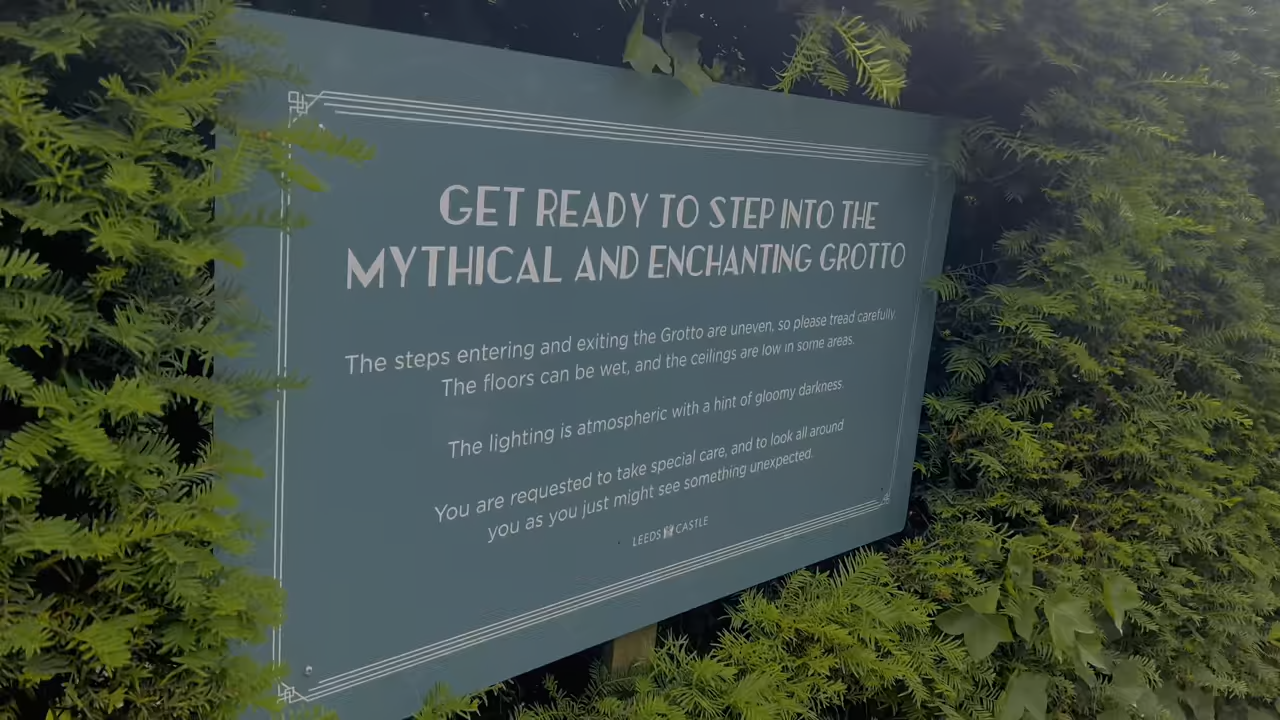 GET READY TO STEP INTO THE
MYTHICAL AND ENCHANTING GROTTO
The steps entering and exiting the Grotto are uneven, so please tread carefully.
The floors can be wet, and the ceilings are low in some areas.
The lighting is atmospheric with a hint of gloomy darkness.
You are requested to take special care, and to look all around
you as you just might see something unexpected.
LEEDS CASTLE